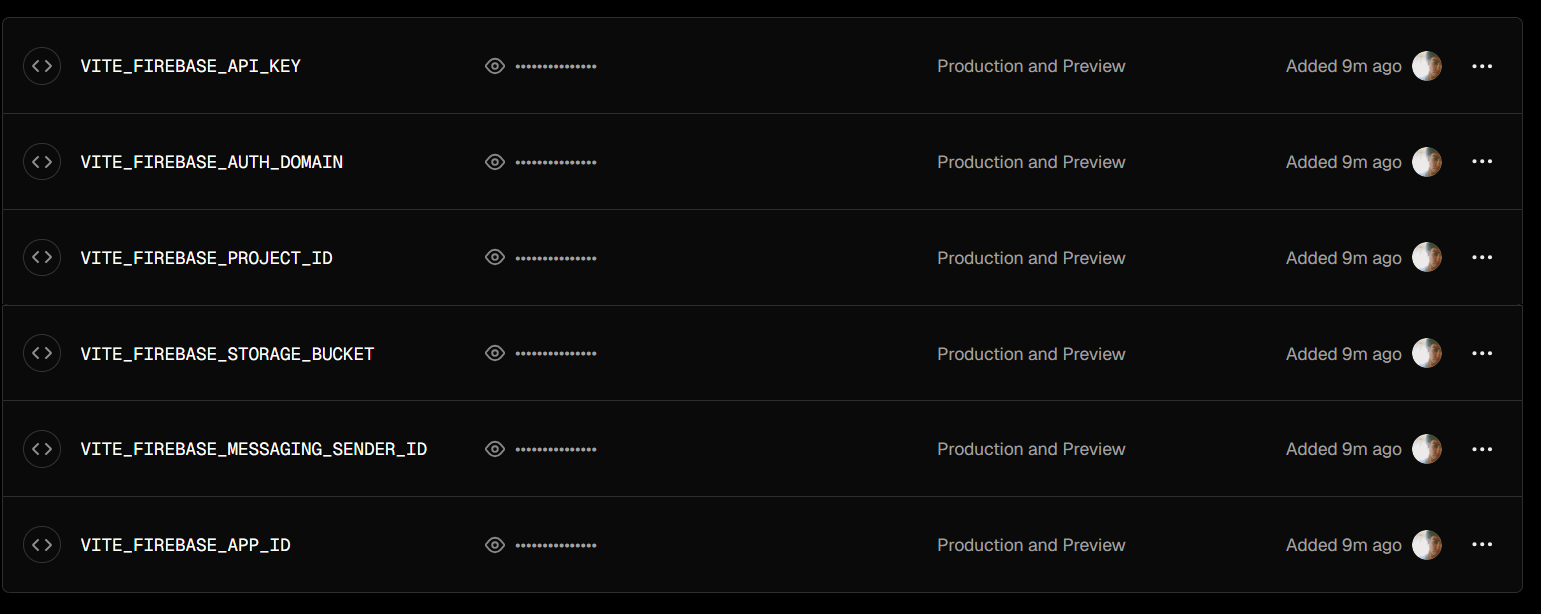 VITE_FIREBASE_API_KEY ••••••••••••••• Production and Preview Added 9m ago
VITE_FIREBASE_AUTH_DOMAIN ••••••••••••••• Production and Preview Added 9m ago
VITE_FIREBASE_PROJECT_ID ••••••••••••••• Production and Preview Added 9m ago
VITE_FIREBASE_STORAGE_BUCKET ••••••••••••••• Production and Preview Added 9m ago
VITE_FIREBASE_MESSAGING_SENDER_ID ••••••••••••••• Production and Preview Added 9m ago
VITE_FIREBASE_APP_ID ••••••••••••••• Production and Preview Added 9m ago